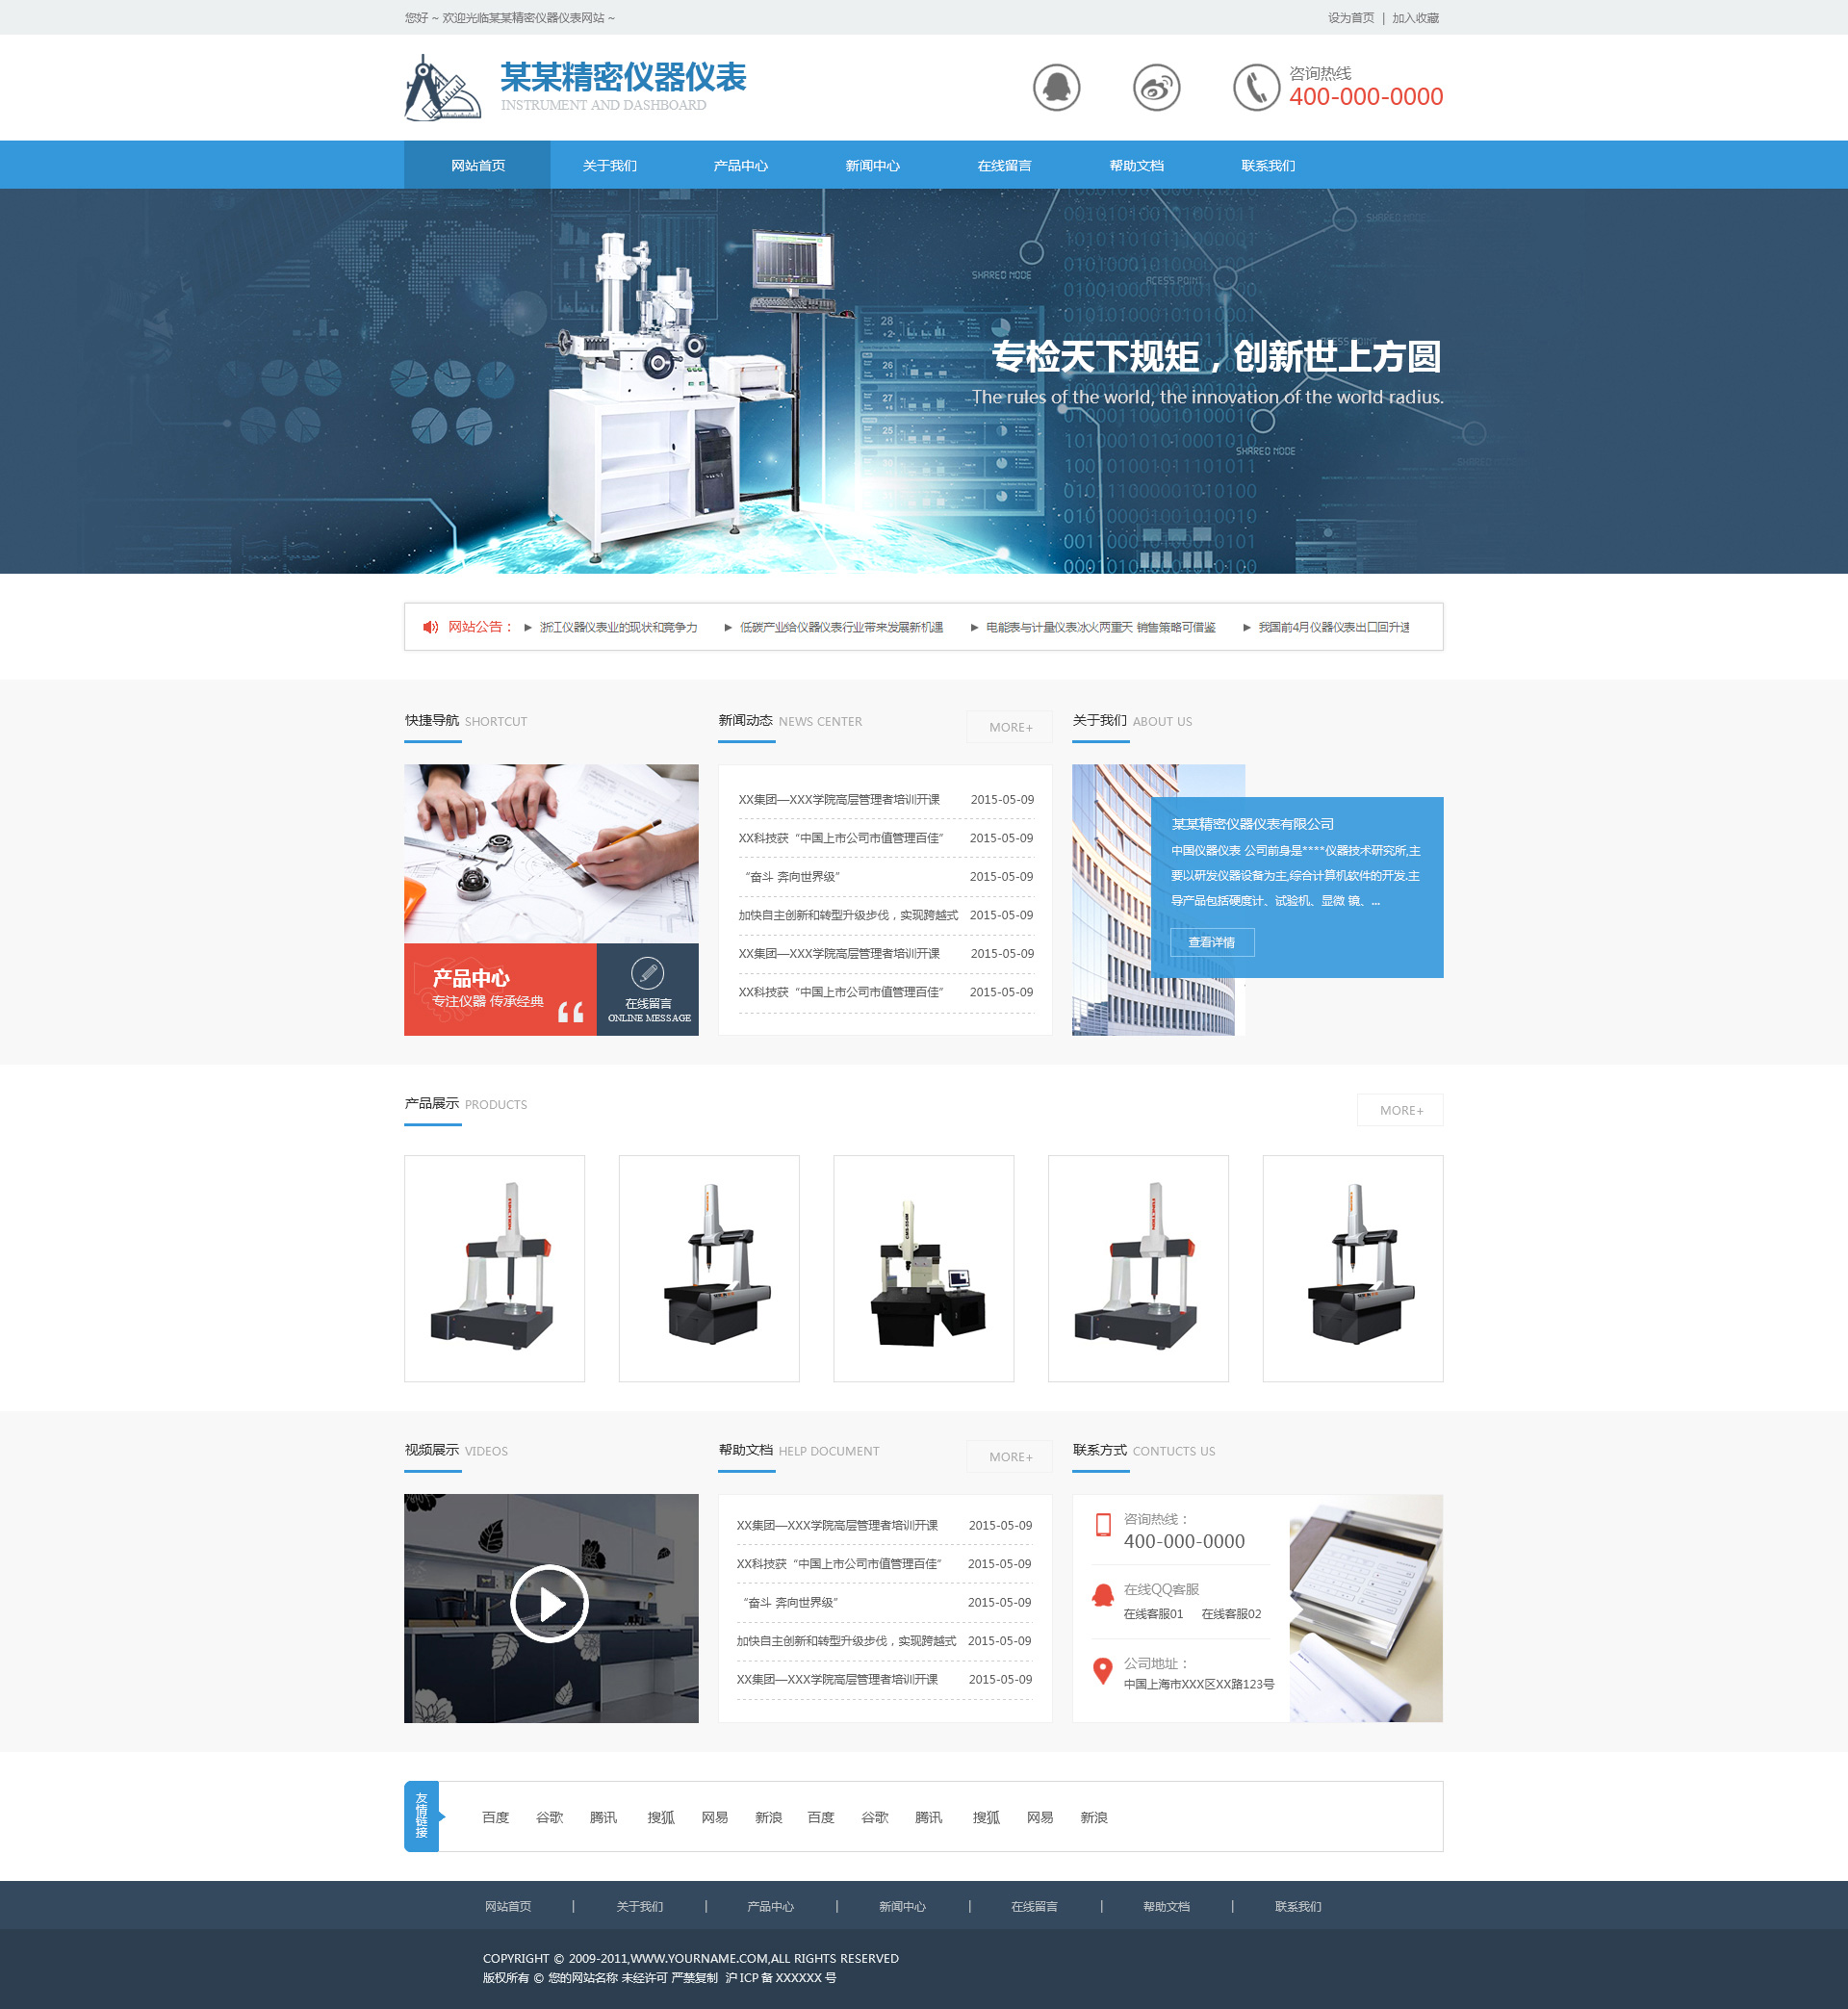 您好 ~ 欢迎光临某某精密仪器仪表网站 ~
设为首页 | 加入收藏
某某精密仪器仪表
INSTRUMENT AND DASHBOARD
咨询热线
400-000-0000
网站首页 关于我们 产品中心 新闻中心 在线留言 帮助文档 联系我们
SHARED NODE
SHARED NODE
ACCESS POINT
专检天下规矩，创新世上方圆
The rules of the world, the innovation of the world radius.
SHARED NODE
网站公告： ▶ 浙江仪器仪表业的现状和竞争力 ▶ 低碳产业给仪器仪表行业带来发展新机遇 ▶ 电能表与计量仪表冰火两重天 销售策略可借鉴 ▶ 我国前4月仪器仪表出口回升速
快捷导航 SHORTCUT
产品中心
专注仪器 传承经典
在线留言
ONLINE MESSAGE
新闻动态 NEWS CENTER MORE+
XX集团—XXX学院高层管理者培训开课 2015-05-09
XX科技获“中国上市公司市值管理百佳” 2015-05-09
“奋斗 奔向世界级” 2015-05-09
加快自主创新和转型升级步伐，实现跨越式 2015-05-09
XX集团—XXX学院高层管理者培训开课 2015-05-09
XX科技获“中国上市公司市值管理百佳” 2015-05-09
关于我们 ABOUT US
某某精密仪器仪表有限公司
中国仪器仪表 公司前身是****仪器技术研究所,主
要以研发仪器设备为主,综合计算机软件的开发.主
导产品包括硬度计、试验机、显微 镜、...
查看详情
产品展示 PRODUCTS MORE+
视频展示 VIDEOS
帮助文档 HELP DOCUMENT MORE+
XX集团—XXX学院高层管理者培训开课 2015-05-09
XX科技获“中国上市公司市值管理百佳” 2015-05-09
“奋斗 奔向世界级” 2015-05-09
加快自主创新和转型升级步伐，实现跨越式 2015-05-09
XX集团—XXX学院高层管理者培训开课 2015-05-09
联系方式 CONTUCTS US
咨询热线：
400-000-0000
在线QQ客服
在线客服01 在线客服02
公司地址：
中国上海市XXX区XX路123号
友情链接
百度 谷歌 腾讯 搜狐 网易 新浪 百度 谷歌 腾讯 搜狐 网易 新浪
网站首页 | 关于我们 | 产品中心 | 新闻中心 | 在线留言 | 帮助文档 | 联系我们
COPYRIGHT © 2009-2011,WWW.YOURNAME.COM,ALL RIGHTS RESERVED
版权所有 © 您的网站名称 未经许可 严禁复制 沪 ICP 备 XXXXXX 号